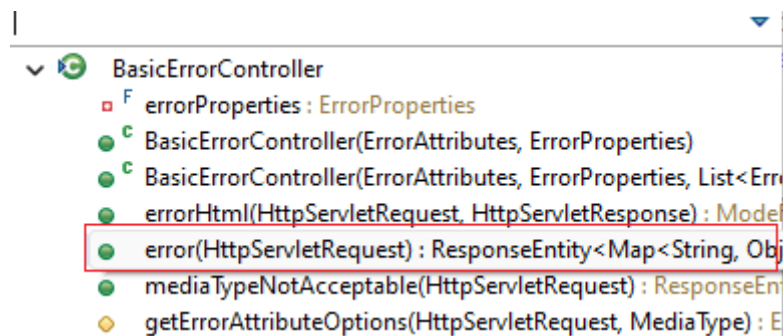 BasicErrorController
F errorProperties : ErrorProperties
C BasicErrorController(ErrorAttributes, ErrorProperties)
C BasicErrorController(ErrorAttributes, ErrorProperties, List<Err
errorHtml(HttpServletRequest, HttpServletResponse) : Model
error(HttpServletRequest) : ResponseEntity<Map<String, Obj
mediaTypeNotAcceptable(HttpServletRequest) : ResponseEnt
getErrorAttributeOptions(HttpServletRequest, MediaType) : E